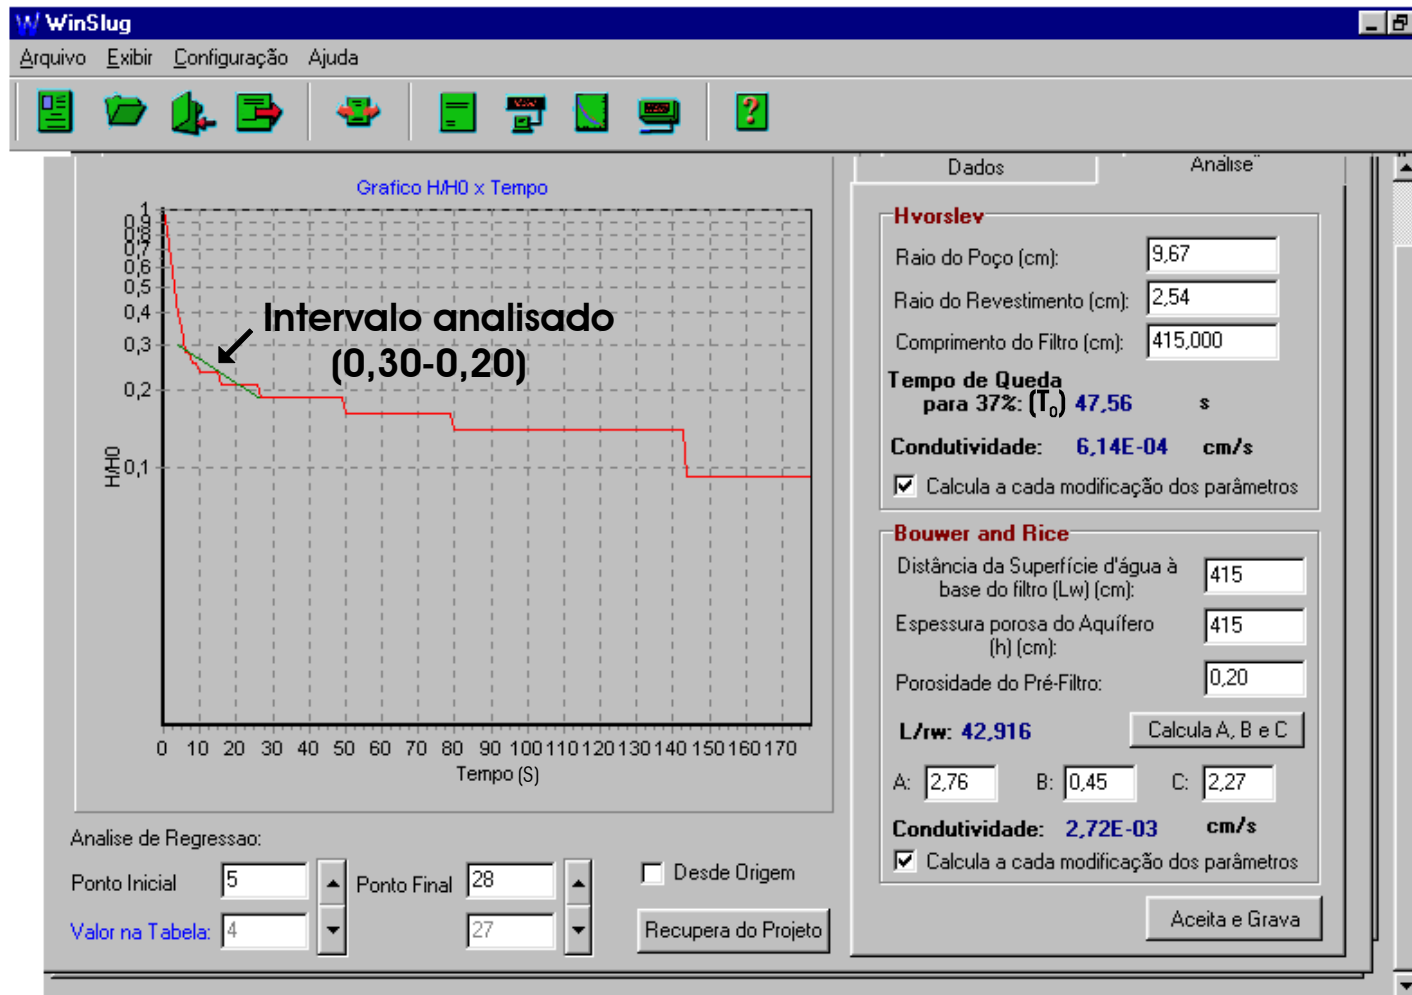 WinSlug
Arquivo Exibir Configuração Ajuda
Dados
Analise
Grafico H/H0 x Tempo
1
0,9
0,8
0,7
0,6
0,5
0,4
0,3
0,2
0,1
H/H0
Intervalo analisado
(0,30-0,20)
0 10 20 30 40 50 60 70 80 90 100 110 120 130 140 150 160 170
Tempo (S)
Hvorslev
Raio do Poço (cm): 9,67
Raio do Revestimento (cm): 2,54
Comprimento do Filtro (cm): 415,000
Tempo de Queda
para 37%: (T0) 47,56 s
Condutividade: 6,14E-04 cm/s
Calcula a cada modificação dos parâmetros
Bouwer and Rice
Distância da Superfície d'água à
base do filtro (Lw) (cm): 415
Espessura porosa do Aquífero
(h) (cm): 415
Porosidade do Pré-Filtro: 0,20
L/rw: 42,916 Calcula A, B e C
A: 2,76 B: 0,45 C: 2,27
Condutividade: 2,72E-03 cm/s
Calcula a cada modificação dos parâmetros
Aceita e Grava
Analise de Regressao:
Ponto Inicial 5 Ponto Final 28 Desde Origem
Valor na Tabela: 4 27 Recupera do Projeto